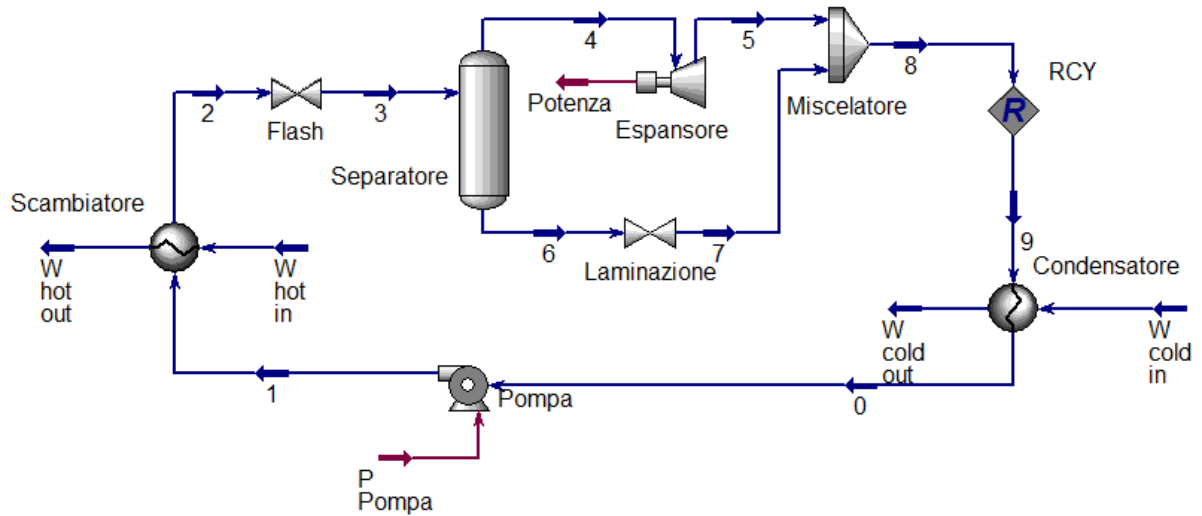 4
5
8
RCY
R
2
Flash
3
Potenza
Espansore
Miscelatore
Separatore
Scambiatore
6
Laminazione
7
9
Condensatore
W
hot
out
W
hot
in
W
cold
out
W
cold
in
1
Pompa
0
P
Pompa